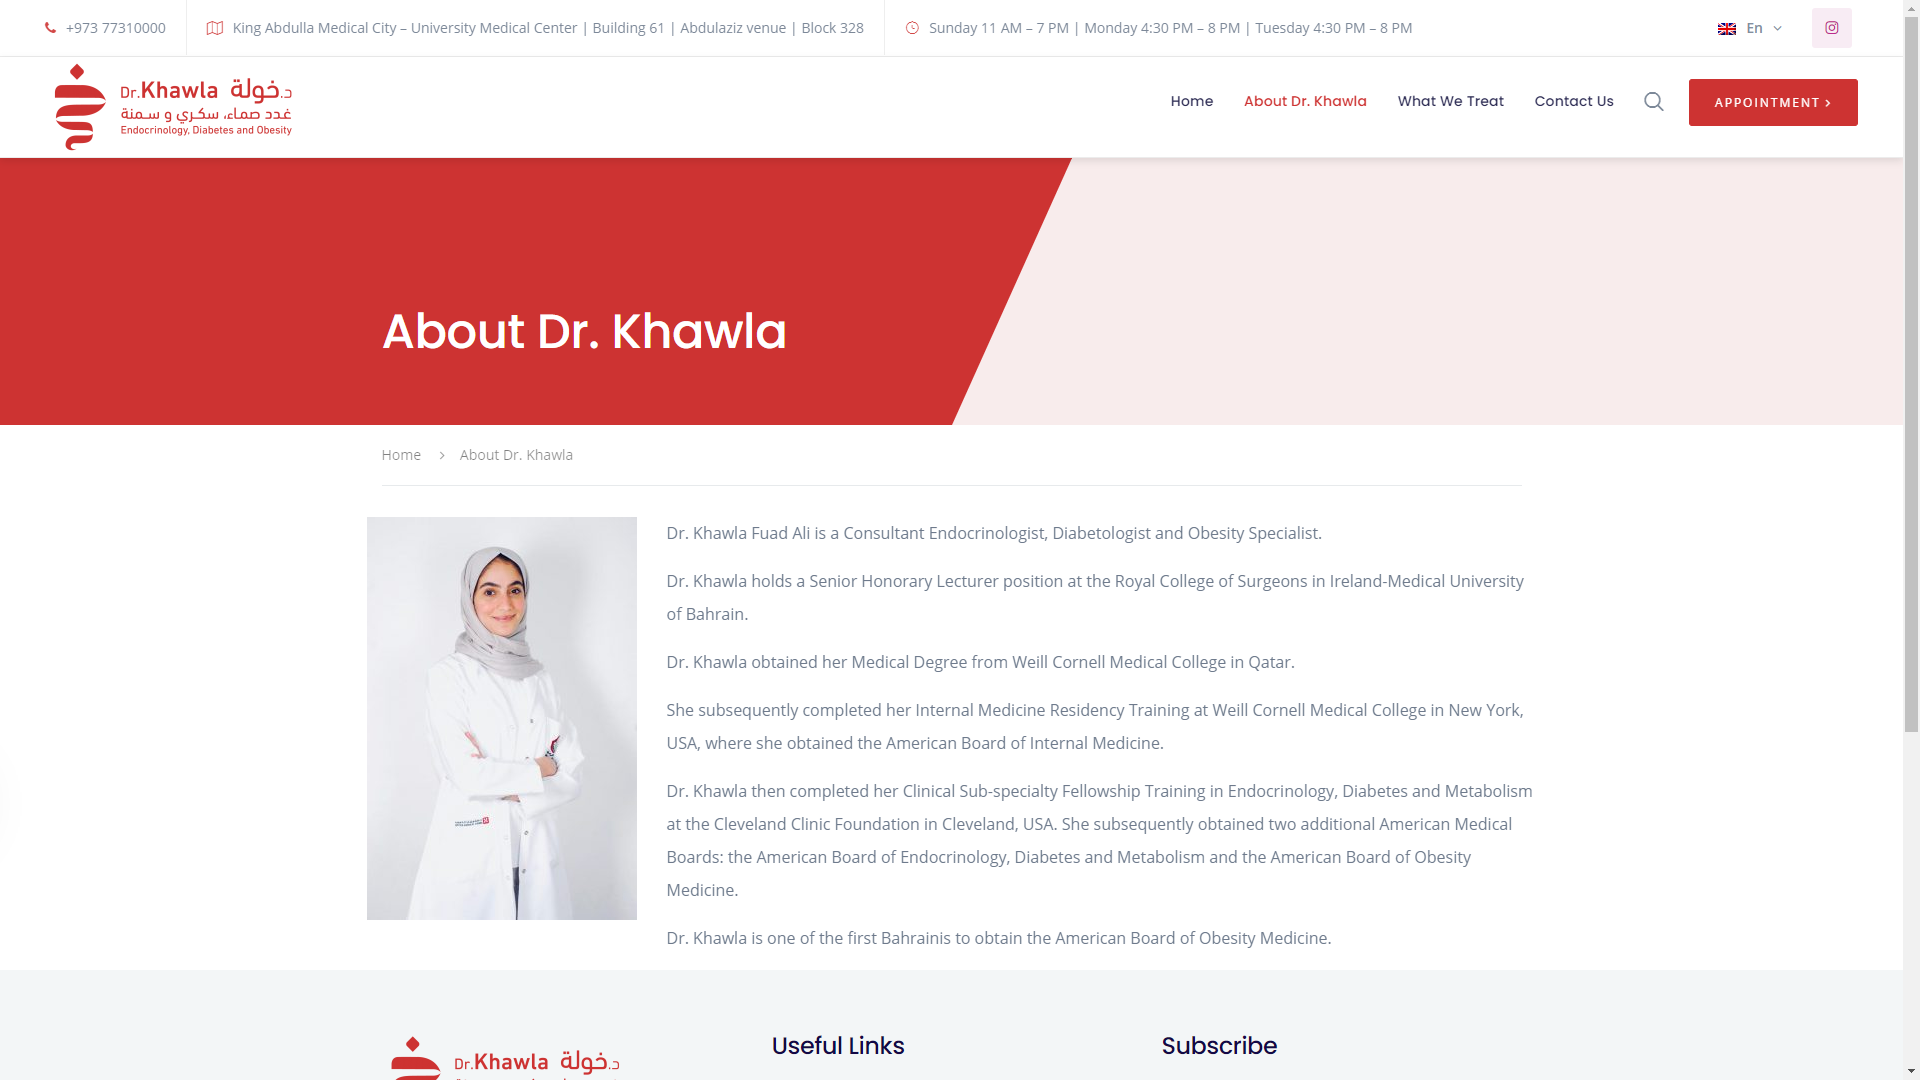 +973 77310000
King Abdulla Medical City – University Medical Center | Building 61 | Abdulaziz venue | Block 328
Sunday 11 AM – 7 PM | Monday 4:30 PM – 8 PM | Tuesday 4:30 PM – 8 PM
En
Dr.Khawla د.خولة
غدد صماء، سكري و سمنة
Endocrinology, Diabetes and Obesity
Home
About Dr. Khawla
What We Treat
Contact Us
APPOINTMENT
About Dr. Khawla
Home > About Dr. Khawla
Dr. Khawla Fuad Ali is a Consultant Endocrinologist, Diabetologist and Obesity Specialist.
Dr. Khawla holds a Senior Honorary Lecturer position at the Royal College of Surgeons in Ireland-Medical University
of Bahrain.
Dr. Khawla obtained her Medical Degree from Weill Cornell Medical College in Qatar.
She subsequently completed her Internal Medicine Residency Training at Weill Cornell Medical College in New York,
USA, where she obtained the American Board of Internal Medicine.
Dr. Khawla then completed her Clinical Sub-specialty Fellowship Training in Endocrinology, Diabetes and Metabolism
at the Cleveland Clinic Foundation in Cleveland, USA. She subsequently obtained two additional American Medical
Boards: the American Board of Endocrinology, Diabetes and Metabolism and the American Board of Obesity
Medicine.
Dr. Khawla is one of the first Bahrainis to obtain the American Board of Obesity Medicine.
Dr.Khawla د.خولة
Useful Links
Subscribe